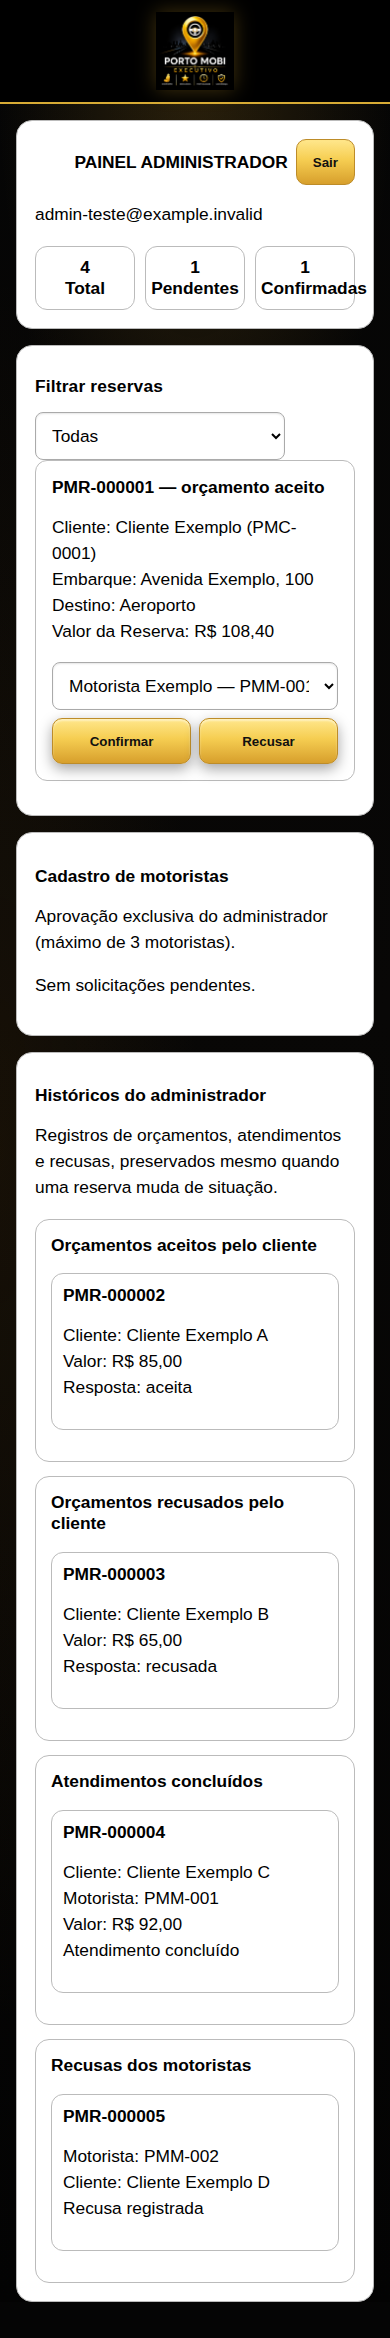 PORTO MOBI
EXECUTIVO
PAINEL ADMINISTRADOR
Sair
admin-teste@example.invalid
4
Total
1
Pendentes
1
Confirmadas
Filtrar reservas
Todas
PMR-000001 — orçamento aceito
Cliente: Cliente Exemplo (PMC-
0001)
Embarque: Avenida Exemplo, 100
Destino: Aeroporto
Valor da Reserva: R$ 108,40
Motorista Exemplo — PMM-001
Confirmar
Recusar
Cadastro de motoristas
Aprovação exclusiva do administrador
(máximo de 3 motoristas).
Sem solicitações pendentes.
Históricos do administrador
Registros de orçamentos, atendimentos
e recusas, preservados mesmo quando
uma reserva muda de situação.
Orçamentos aceitos pelo cliente
PMR-000002
Cliente: Cliente Exemplo A
Valor: R$ 85,00
Resposta: aceita
Orçamentos recusados pelo
cliente
PMR-000003
Cliente: Cliente Exemplo B
Valor: R$ 65,00
Resposta: recusada
Atendimentos concluídos
PMR-000004
Cliente: Cliente Exemplo C
Motorista: PMM-001
Valor: R$ 92,00
Atendimento concluído
Recusas dos motoristas
PMR-000005
Motorista: PMM-002
Cliente: Cliente Exemplo D
Recusa registrada